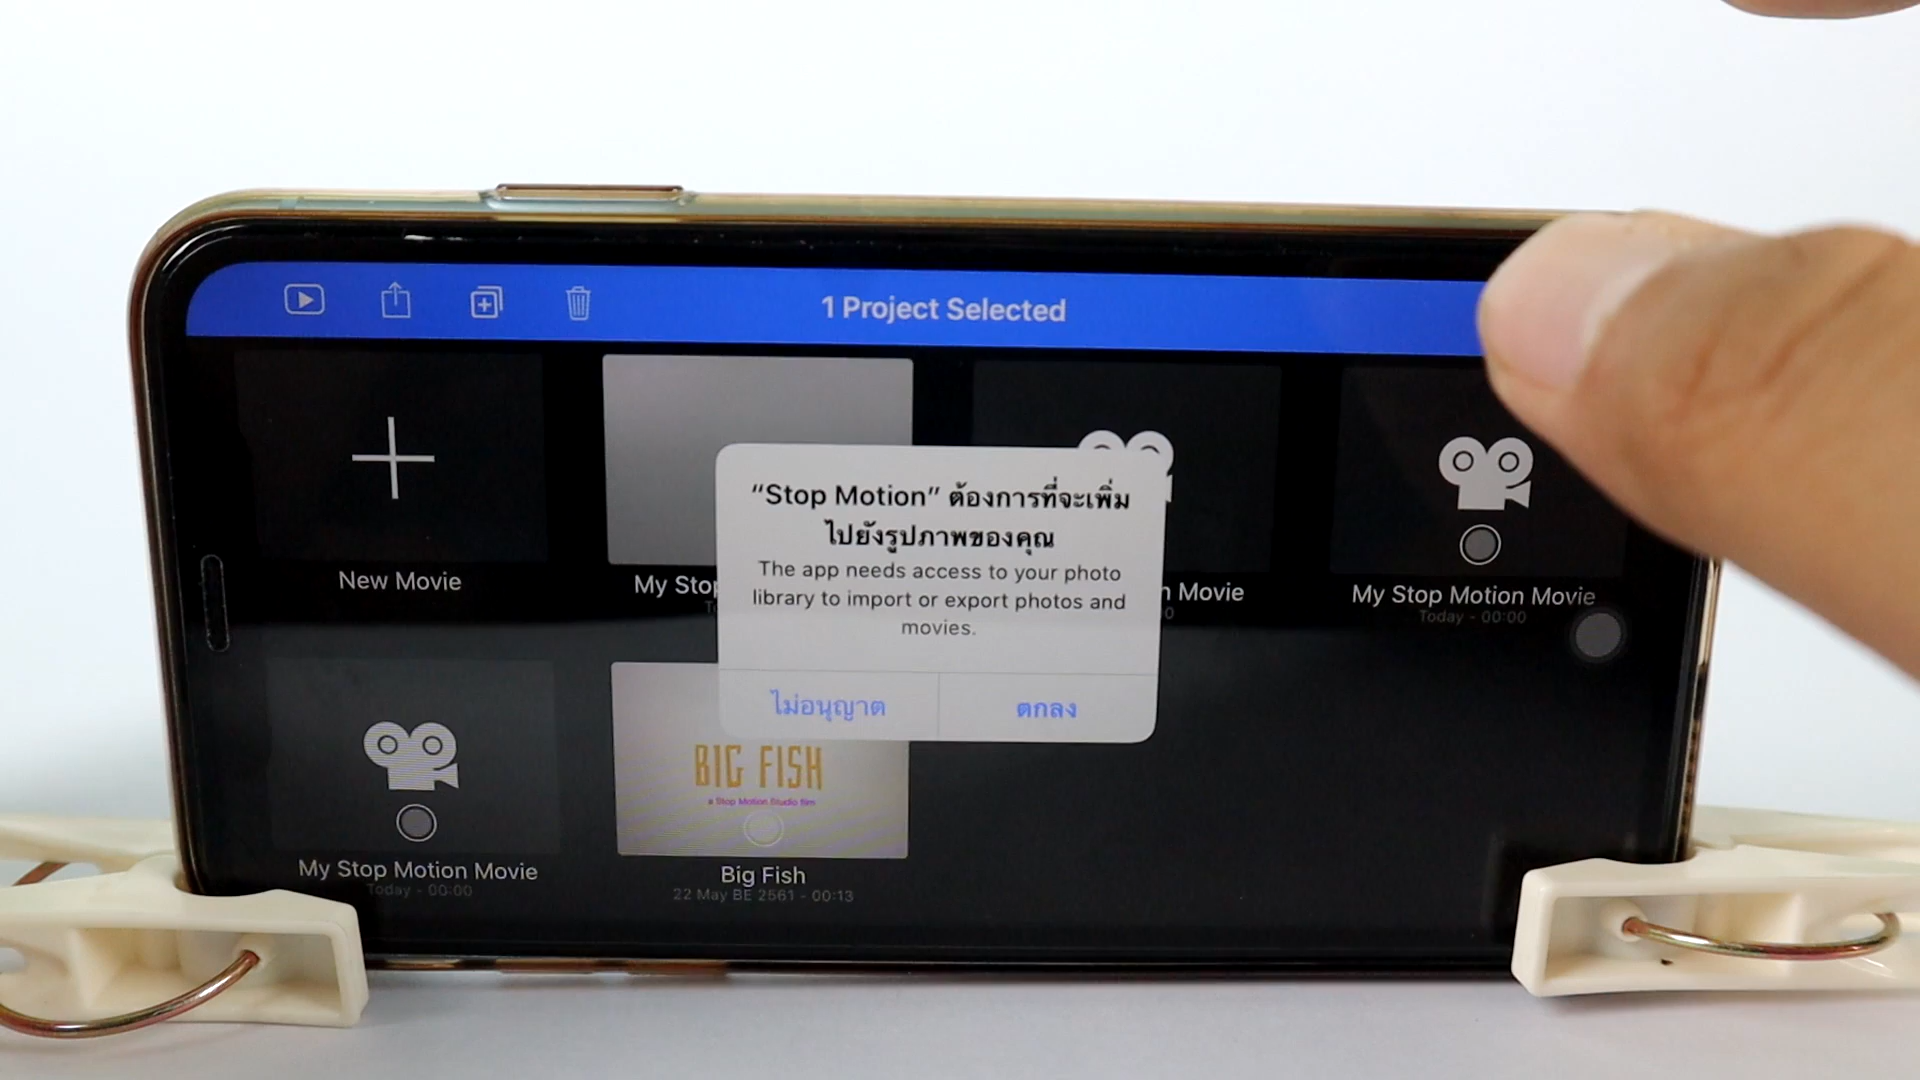 1 Project Selected
“Stop Motion” ต้องการที่จะเพิ่ม
ไปยังรูปภาพของคุณ
The app needs access to your photo
library to import or export photos and
movies.
ไม่อนุญาต
ตกลง
New Movie
My Stop
Movie
My Stop Motion Movie
Today - 00:00
My Stop Motion Movie
Today - 00:00
BIG FISH
a Stop Motion Studio film
Big Fish
22 May BE 2561 - 00:13